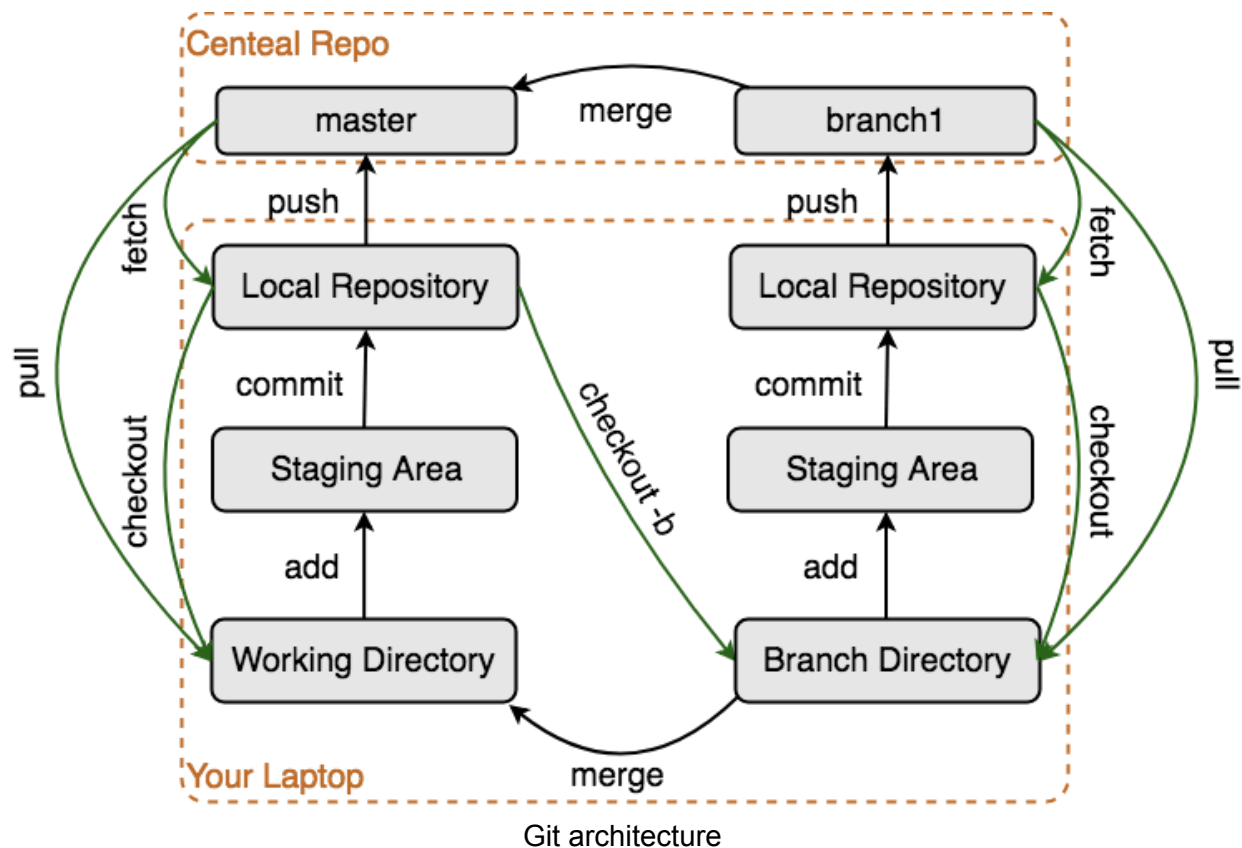 Centeal Repo
master
merge
branch1
push
push
fetch
fetch
Local Repository
Local Repository
pull
pull
commit
commit
checkout
checkout -b
checkout
Staging Area
Staging Area
add
add
Working Directory
Branch Directory
merge
Your Laptop
Git architecture